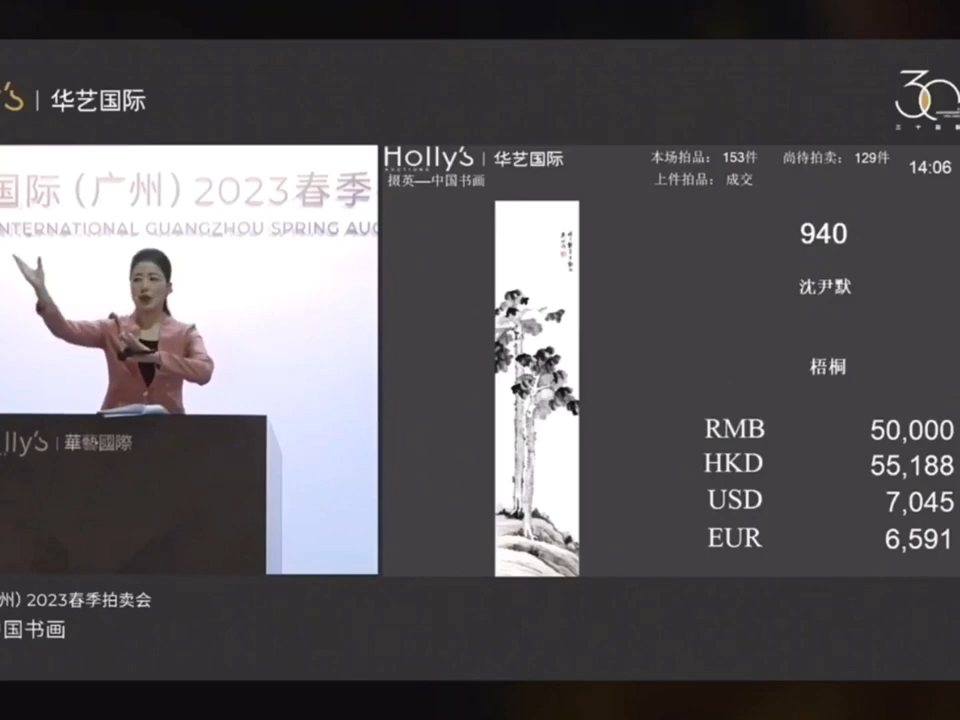 's | 华艺国际
30
国际（广州）2023春季
INTERNATIONAL GUANGZHOU SPRING AUC
lly's | 華藝國際
Holly's | 华艺国际
AUCTIONS
撷英—中国书画
本场拍品： 153件 尚待拍卖： 129件
上件拍品： 成交
14:06
940
沈尹默
梧桐
RMB 50,000
HKD 55,188
USD 7,045
EUR 6,591
州）2023春季拍卖会
国书画